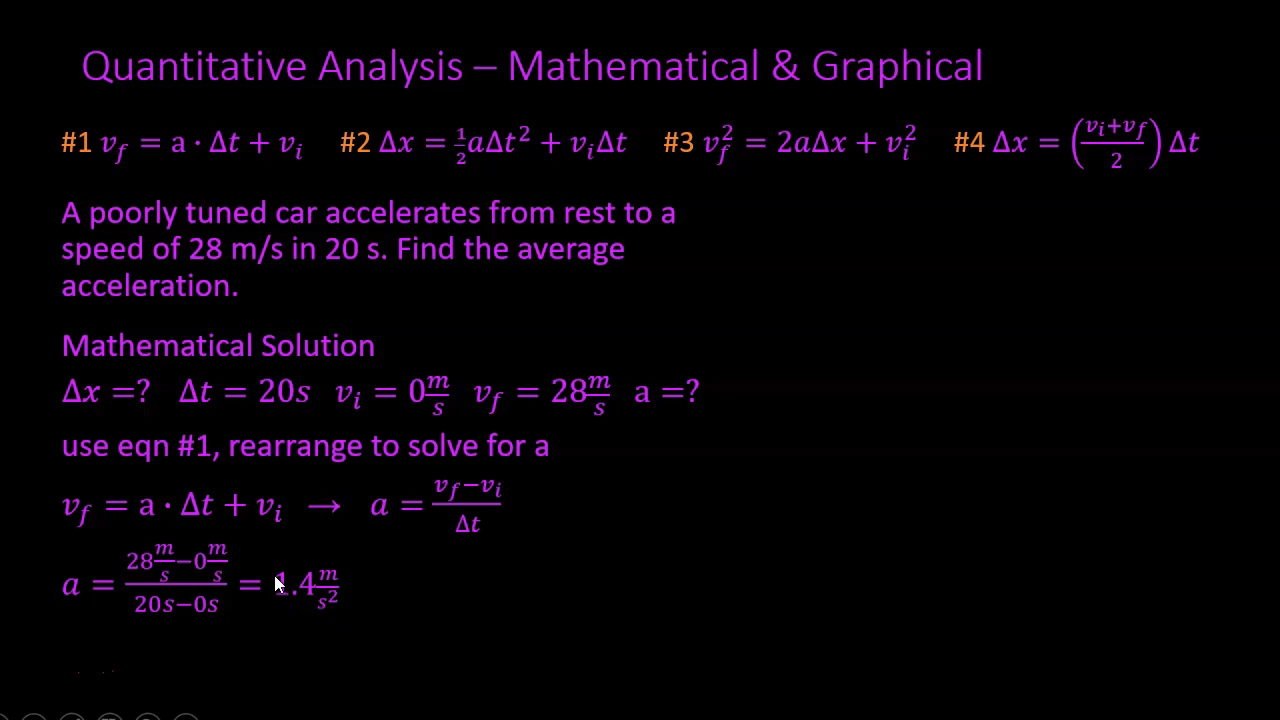 Quantitative Analysis – Mathematical & Graphical
#1 v_f = a · Δt + v_i #2 Δx = ½aΔt² + v_iΔt #3 v_f² = 2aΔx + v_i² #4 Δx = ((v_i+v_f)/2)Δt
A poorly tuned car accelerates from rest to a
speed of 28 m/s in 20 s. Find the average
acceleration.
Mathematical Solution
Δx =? Δt = 20s v_i = 0 m/s v_f = 28 m/s a =?
use eqn #1, rearrange to solve for a
v_f = a · Δt + v_i → a = (v_f−v_i)/Δt
a = (28 m/s − 0 m/s)/(20s−0s) = 1.4 m/s²